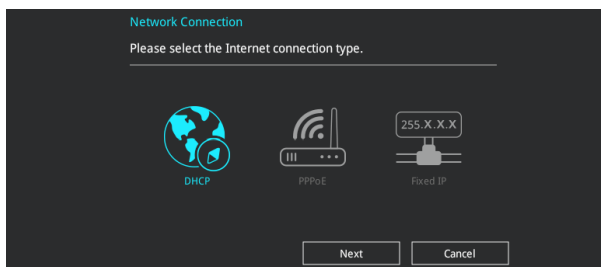 Network Connection
Please select the Internet connection type.
255.X.X.X
DHCP PPPoE Fixed IP
Next Cancel